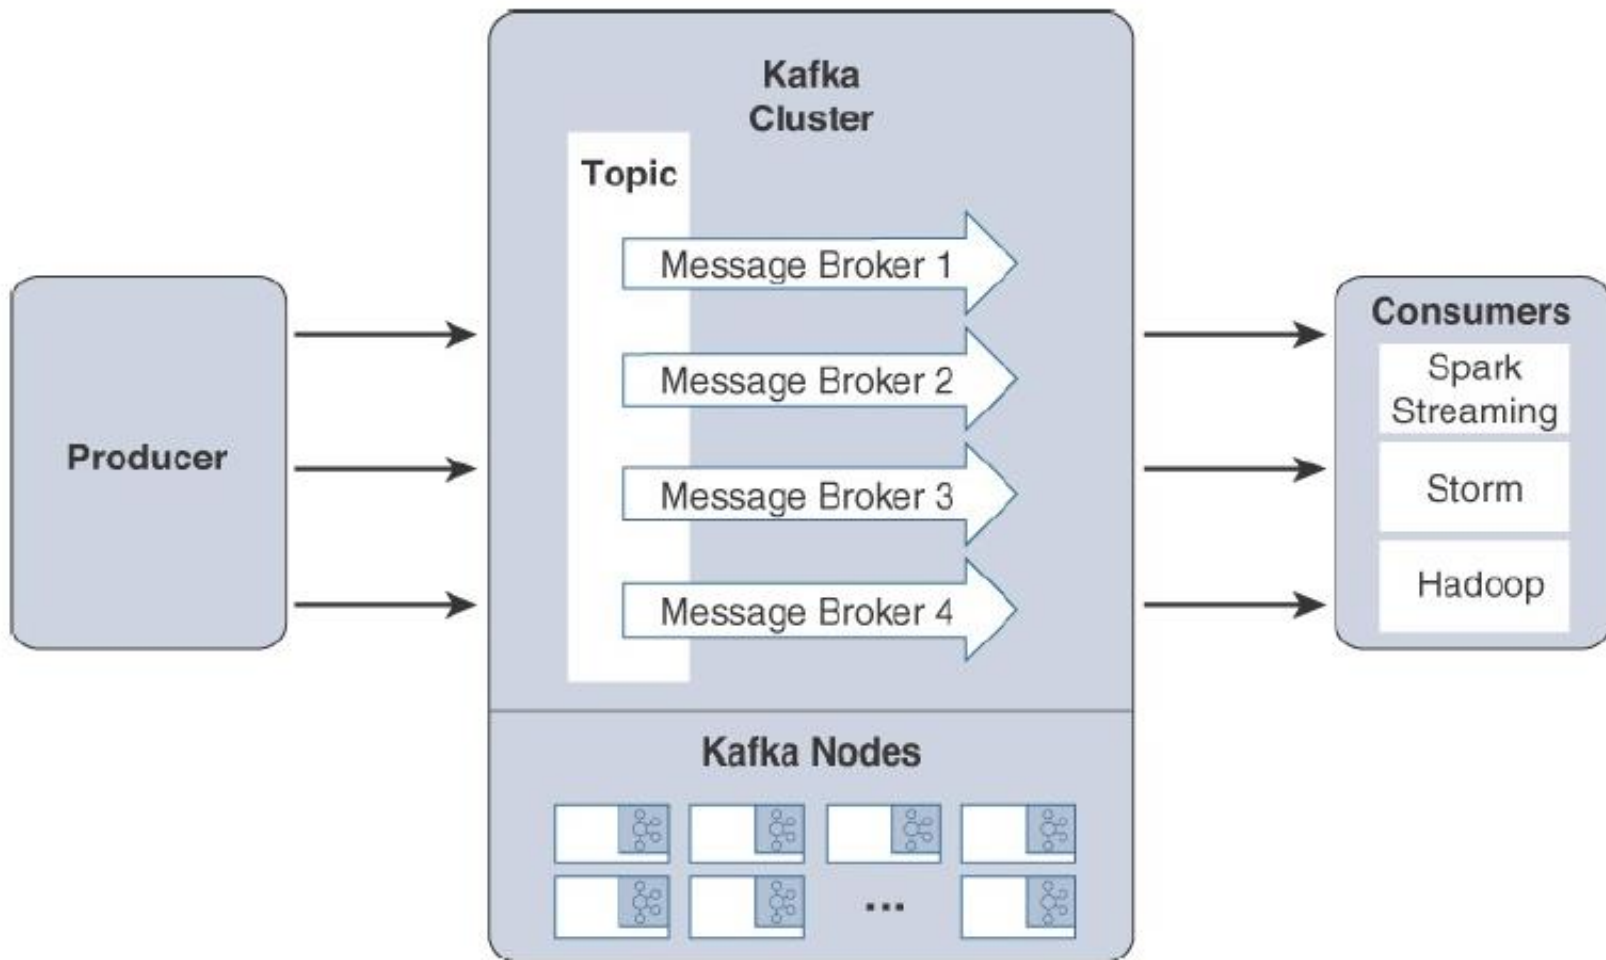 Kafka
Cluster
Topic
Message Broker 1
Message Broker 2
Message Broker 3
Message Broker 4
Producer
Consumers
Spark
Streaming
Storm
Hadoop
Kafka Nodes
...